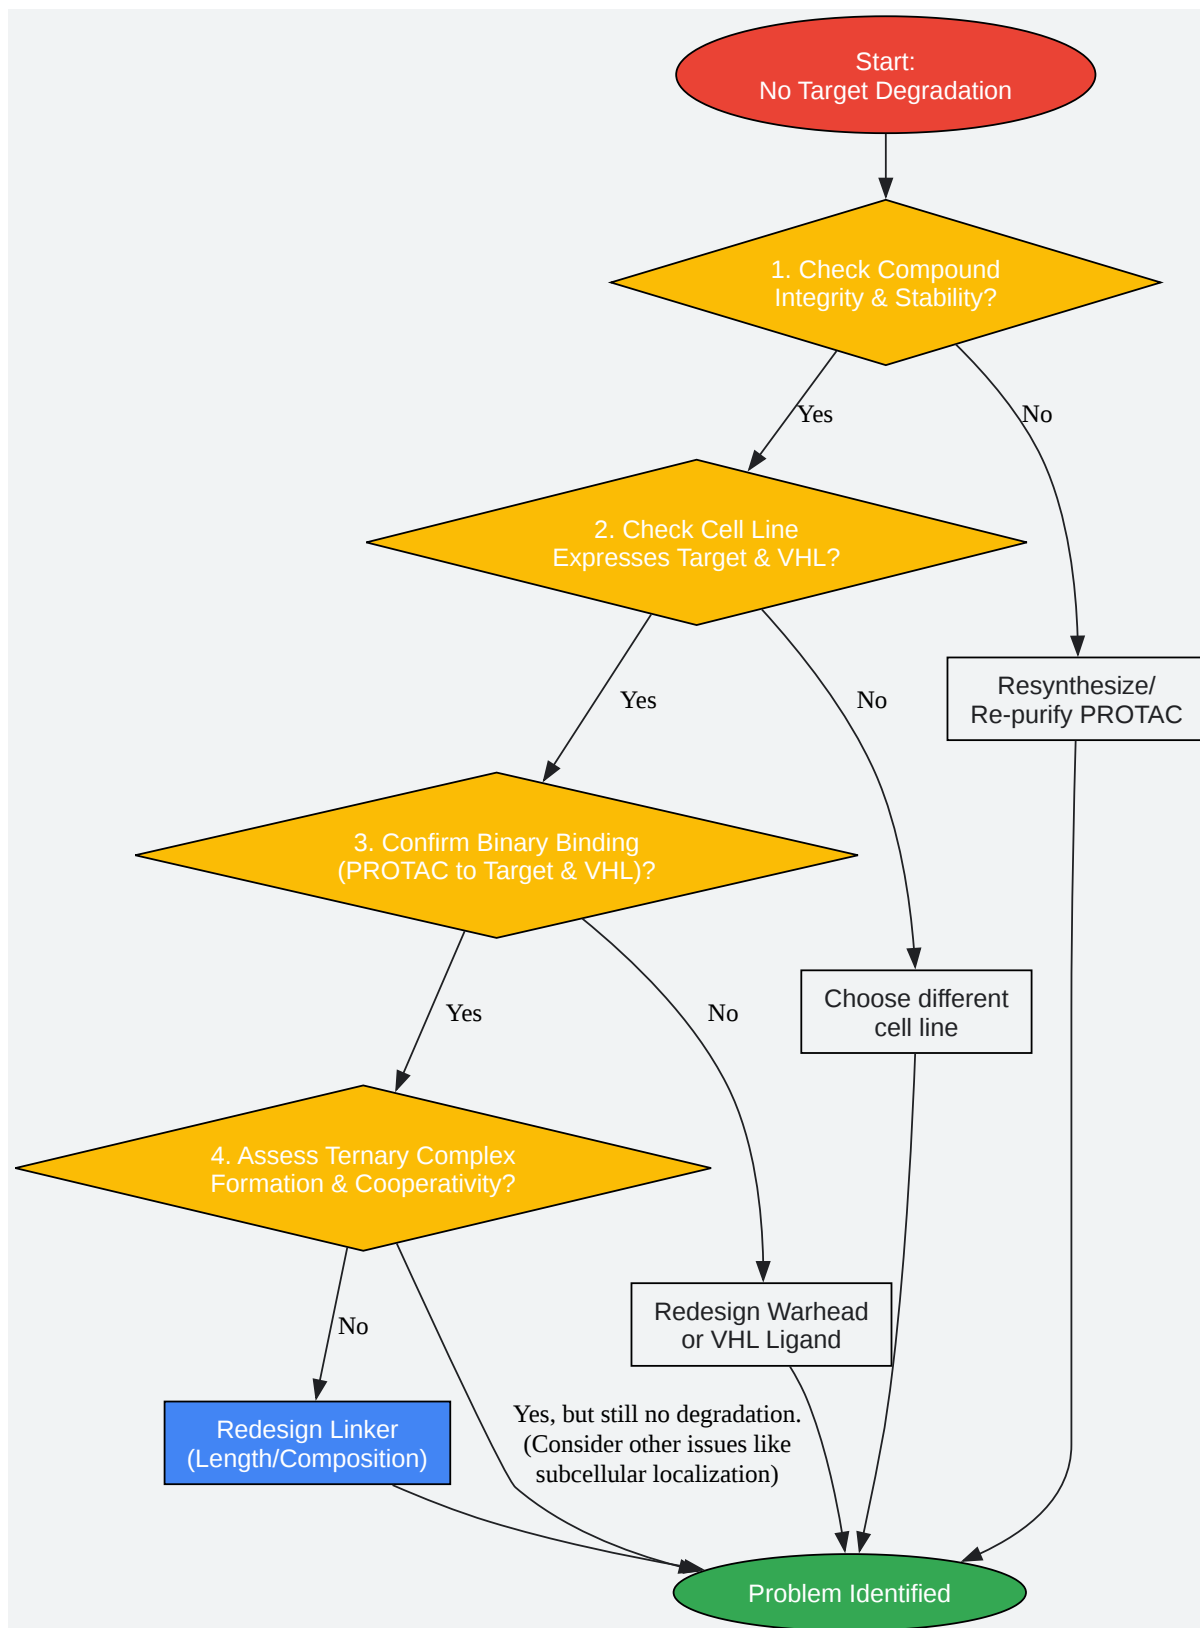 Start:
No Target Degradation
1. Check Compound
Integrity & Stability?
Yes
No
2. Check Cell Line
Expresses Target & VHL?
Resynthesize/
Re-purify PROTAC
Yes
No
3. Confirm Binary Binding
(PROTAC to Target & VHL)?
Choose different
cell line
Yes
No
4. Assess Ternary Complex
Formation & Cooperativity?
Redesign Warhead
or VHL Ligand
No
Yes, but still no degradation.
(Consider other issues like
subcellular localization)
Redesign Linker
(Length/Composition)
Problem Identified